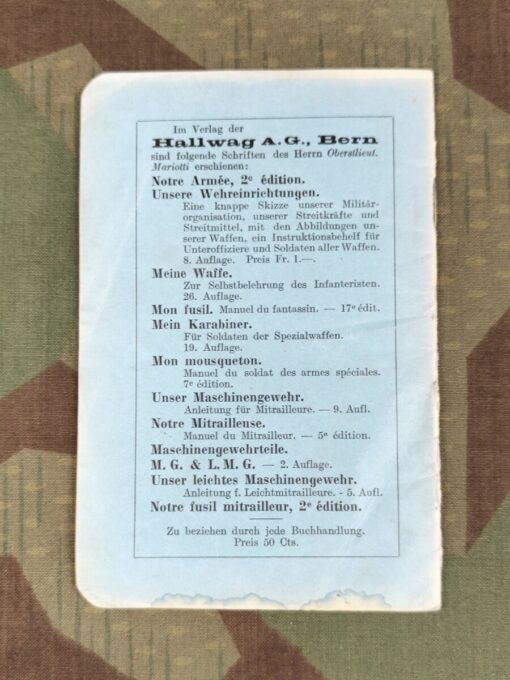 Im Verlag der
Hallwag A.G., Bern
sind folgende Schriften des Herrn Oberstlieut.
Mariotti erschienen:
Notre Armée, 2e édition.
Unsere Wehreinrichtungen.
Eine knappe Skizze unserer Militär-
organisation, unserer Streitkräfte und
Streitmittel, mit den Abbildungen un-
serer Waffen, ein Instruktionsbehelf für
Unteroffiziere und Soldaten aller Waffen.
8. Auflage. Preis Fr. 1.—.
Meine Waffe.
Zur Selbstbelehrung des Infanteristen.
26. Auflage.
Mon fusil. Manuel du fantassin. — 17e édit.
Mein Karabiner.
Für Soldaten der Spezialwaffen.
19. Auflage.
Mon mousqueton.
Manuel du soldat des armes spéciales.
7e édition.
Unser Maschinengewehr.
Anleitung für Mitrailleure. — 9. Aufl.
Notre Mitrailleuse.
Manuel du Mitrailleur. — 5e édition.
Maschinengewehrteile.
M. G. & L. M. G. — 2. Auflage.
Unser leichtes Maschinengewehr.
Anleitung f. Leichtmitrailleure. - 5. Aufl.
Notre fusil mitrailleur, 2e édition.
Zu beziehen durch jede Buchhandlung.
Preis 50 Cts.